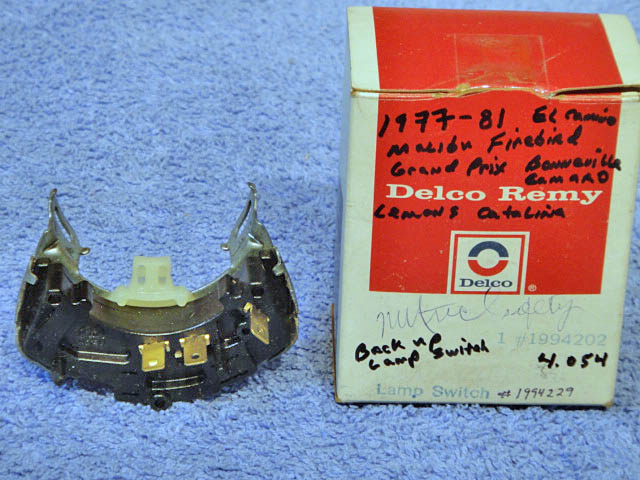 1977-81 El Camino
Malibu Firebird
Grand Prix Bonneville
Camaro
Delco Remy
Lemans Catalina
Delco ®
1 #1994202
Back up
Lamp Switch 4.054
Lamp Switch #1994229